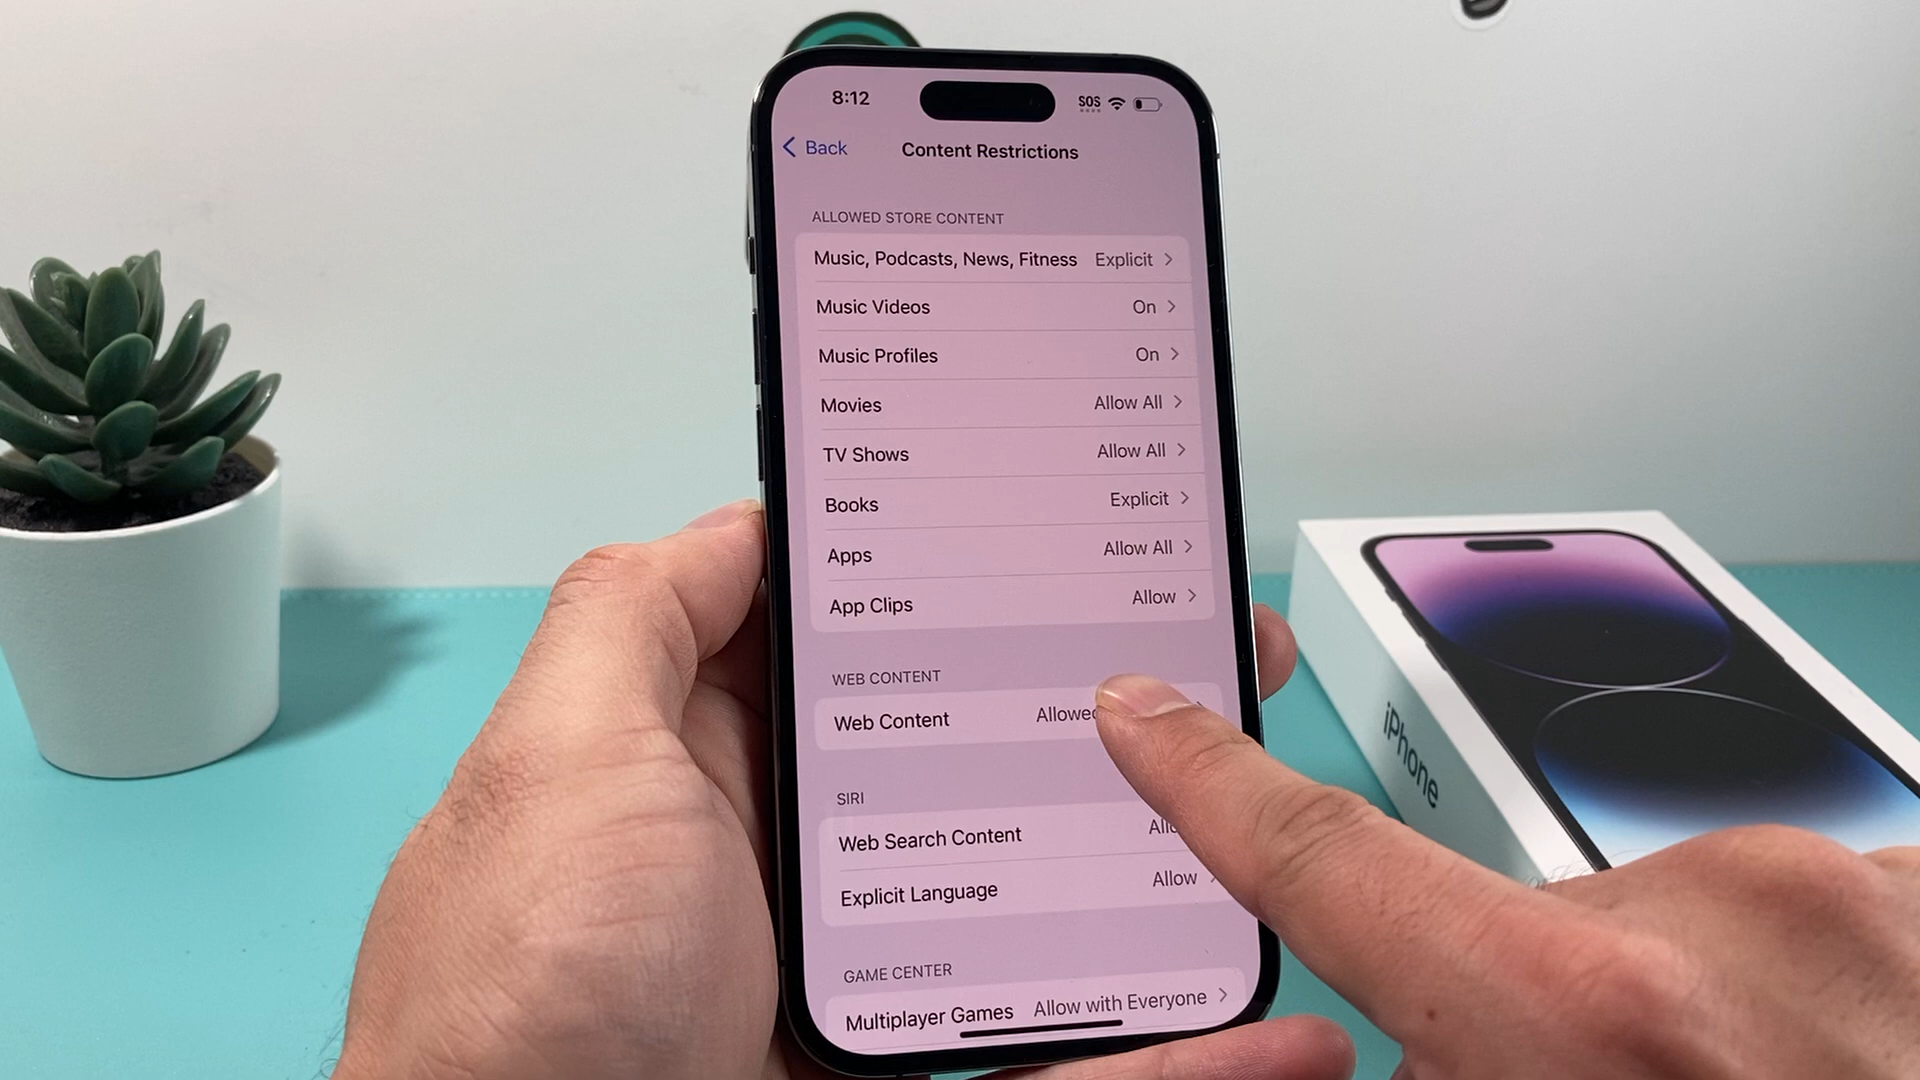 8:12 SOS
Back Content Restrictions
ALLOWED STORE CONTENT
Music, Podcasts, News, Fitness Explicit
Music Videos On
Music Profiles On
Movies Allow All
TV Shows Allow All
Books Explicit
Apps Allow All
App Clips Allow
WEB CONTENT
Web Content Allowed
SIRI
Web Search Content
Explicit Language Allow
GAME CENTER
Multiplayer Games Allow with Everyone
iPhone